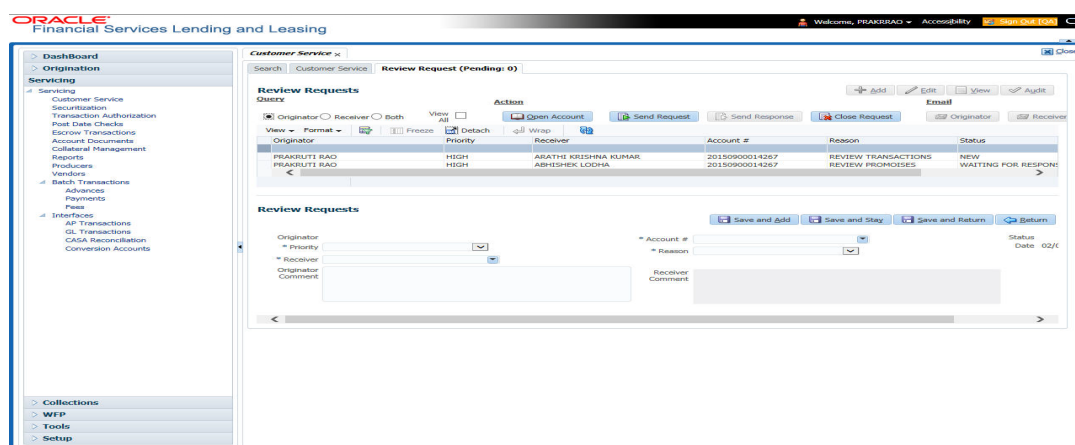 ORACLE
Financial Services Lending and Leasing
Welcome, PRAKRRAO Accessibility Sign Out [QA]
DashBoard
Origination
Servicing
Servicing
Customer Service
Securitization
Transaction Authorization
Post Date Checks
Escrow Transactions
Account Documents
Collateral Management
Reports
Producers
Vendors
Batch Transactions
Advances
Payments
Fees
Interfaces
AP Transactions
GL Transactions
CASA Reconciliation
Conversion Accounts
Collections
WFP
Tools
Setup
Customer Service x
Close
Search Customer Service Review Request (Pending: 0)
Review Requests
Add Edit View Audit
Query Action Email
Originator Receiver Both View All Open Account Send Request Send Response Close Request Originator Receiver
View Format Freeze Detach Wrap
Originator Priority Receiver Account # Reason Status
PRAKRUTI RAO HIGH ARATHI KRISHNA KUMAR 20150900014267 REVIEW TRANSACTIONS NEW
PRAKRUTI RAO HIGH ABHISHEK LODHA 20150900014267 REVIEW PROMOISES WAITING FOR RESPONS
Review Requests
Save and Add Save and Stay Save and Return Return
Originator * Account # Status
* Priority * Reason Date 02/0
* Receiver
Originator Comment Receiver Comment